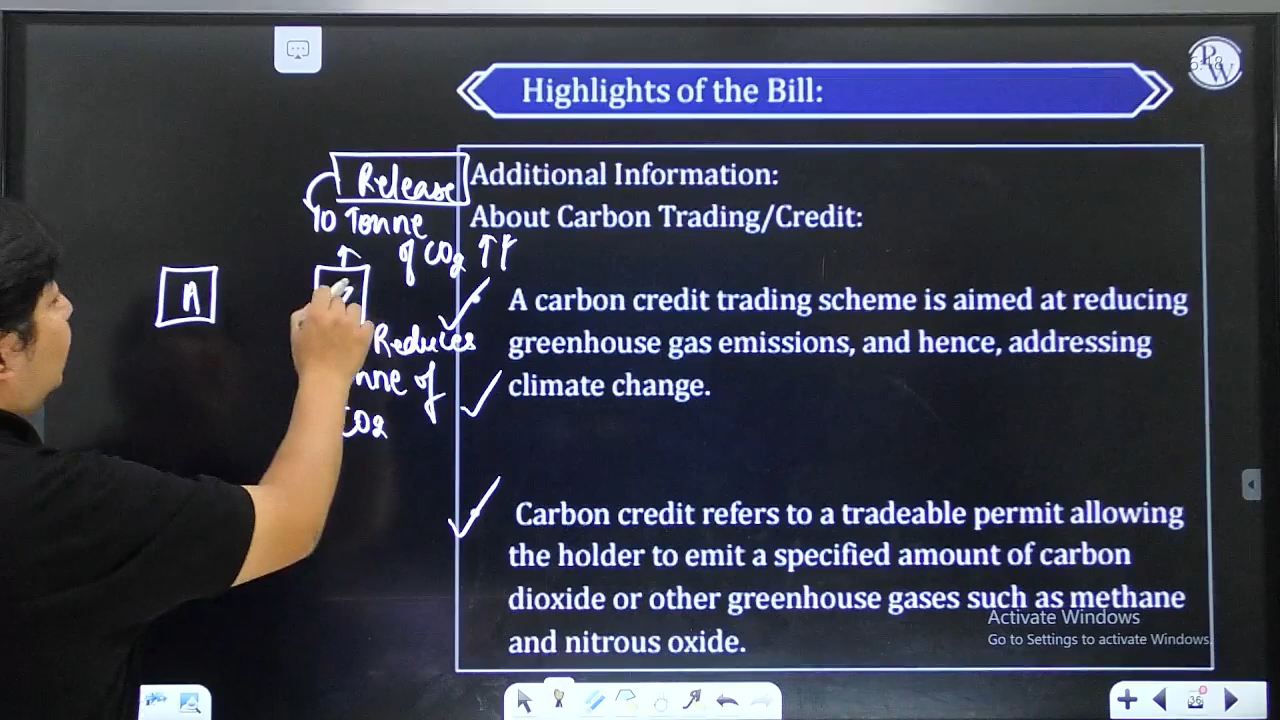 Highlights of the Bill:
PW
Release
10 Tonne
of CO2 ↑↑
A
Reduces
of
CO2
Additional Information:
About Carbon Trading/Credit:
• A carbon credit trading scheme is aimed at reducing
greenhouse gas emissions, and hence, addressing
climate change.
• Carbon credit refers to a tradeable permit allowing
the holder to emit a specified amount of carbon
dioxide or other greenhouse gases such as methane
and nitrous oxide.
Activate Windows
Go to Settings to activate Windows.
36